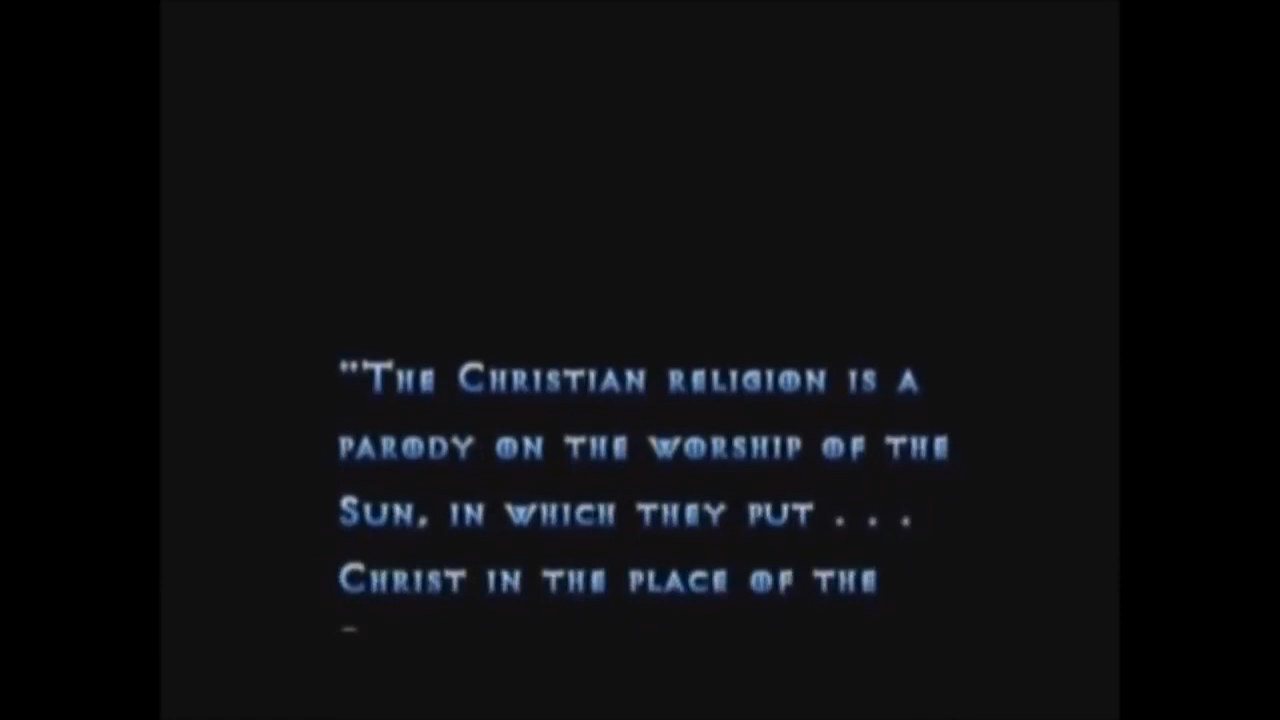 "The Christian religion is a
parody on the worship of the
Sun, in which they put . . .
Christ in the place of the